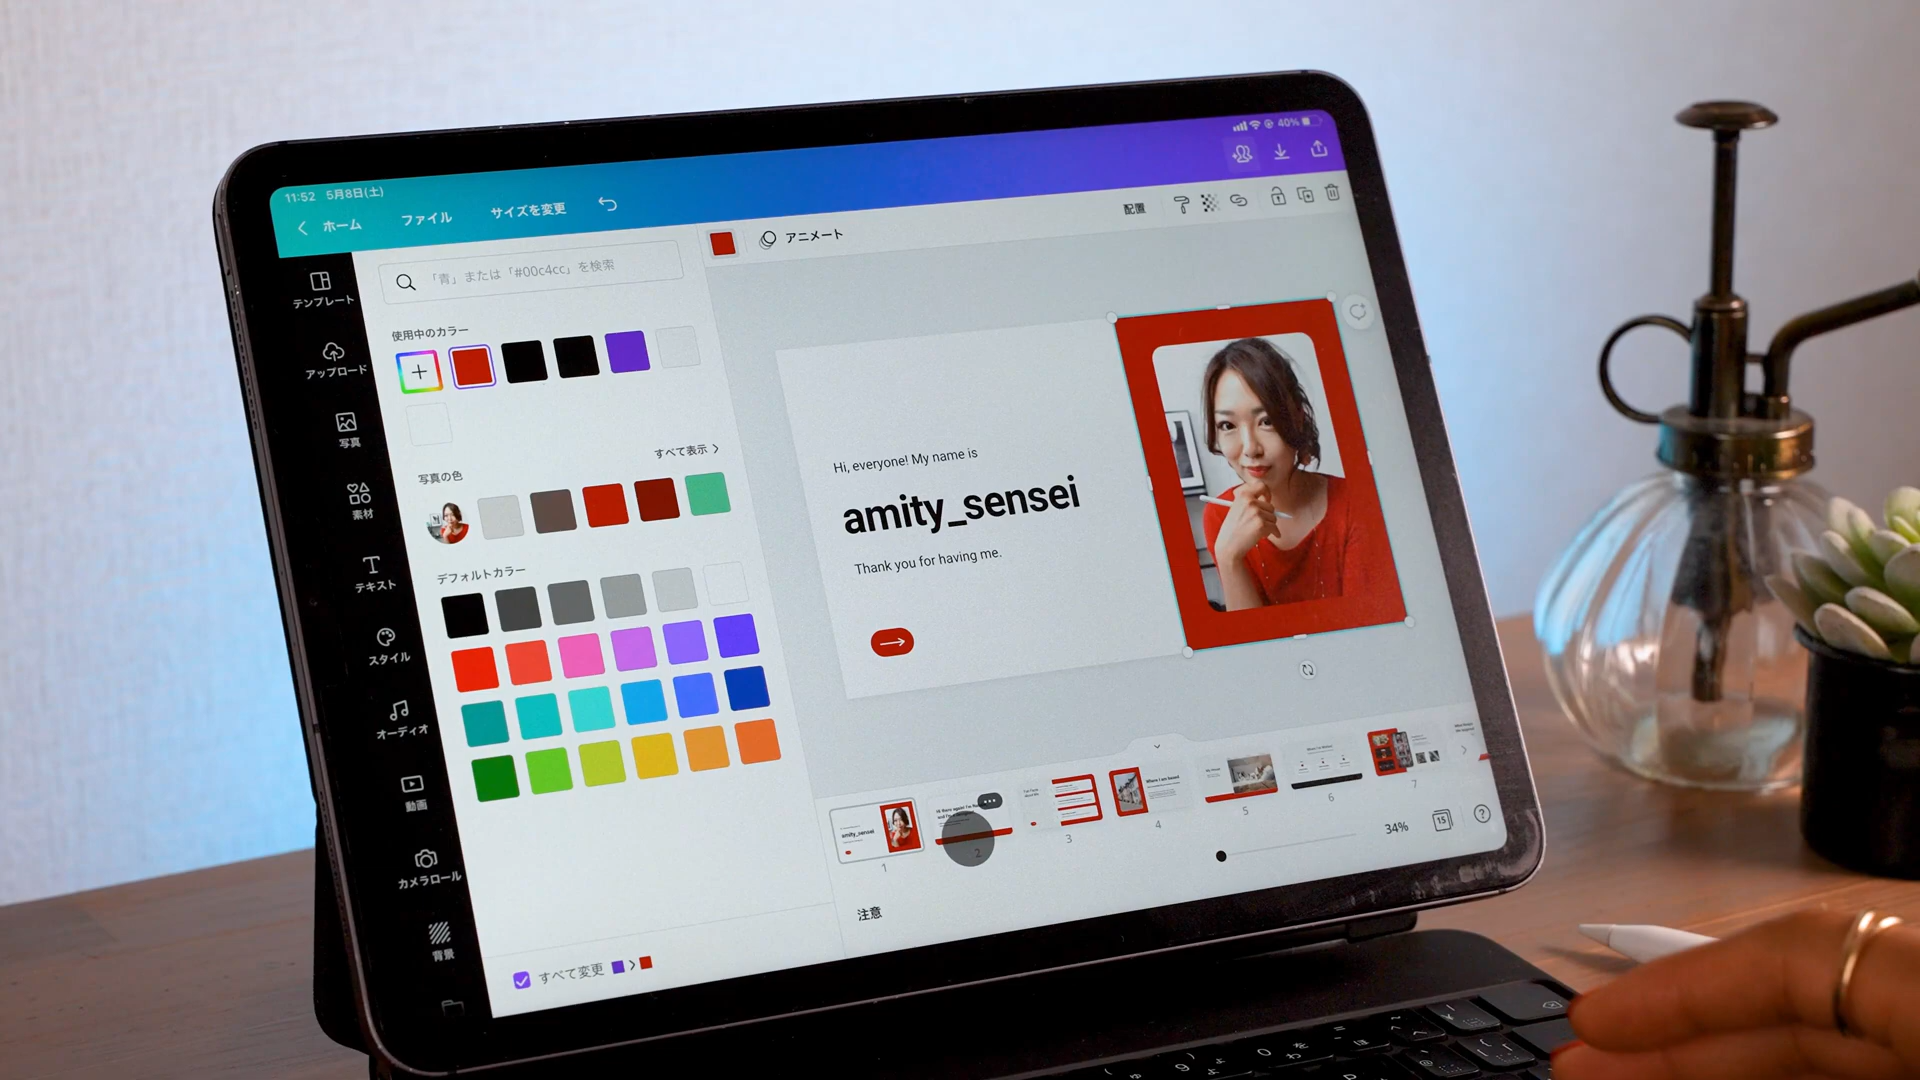 11:52 5月8日(土)
40%
ホーム ファイル サイズを変更
テンプレート
アップロード
写真
素材
テキスト
スタイル
オーディオ
動画
カメラロール
背景
「青」または「#00c4cc」を検索
使用中のカラー
すべて表示
写真の色
デフォルトカラー
すべて変更
アニメート
配置
Hi, everyone! My name is
amity_sensei
Thank you for having me.
amity_sensei
Where I am based
1
2
3
4
5
6
7
34%
15
?
注意